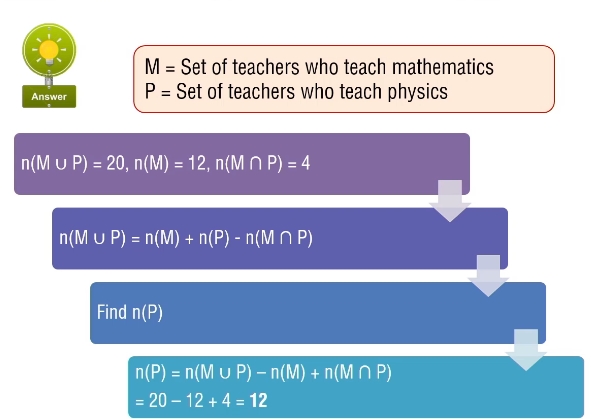 Answer
M = Set of teachers who teach mathematics
P = Set of teachers who teach physics
n(M ∪ P) = 20, n(M) = 12, n(M ∩ P) = 4
n(M ∪ P) = n(M) + n(P) - n(M ∩ P)
Find n(P)
n(P) = n(M ∪ P) – n(M) + n(M ∩ P)
= 20 – 12 + 4 = 12